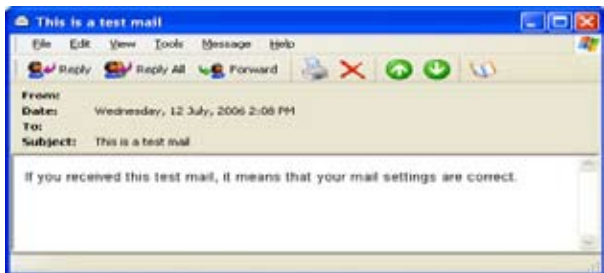 This is a test mail
File Edit View Tools Message Help
Reply Reply All Forward
From:
Date: Wednesday, 12 July, 2006 2:08 PM
To:
Subject: This is a test mail
If you received this test mail, it means that your mail settings are correct.